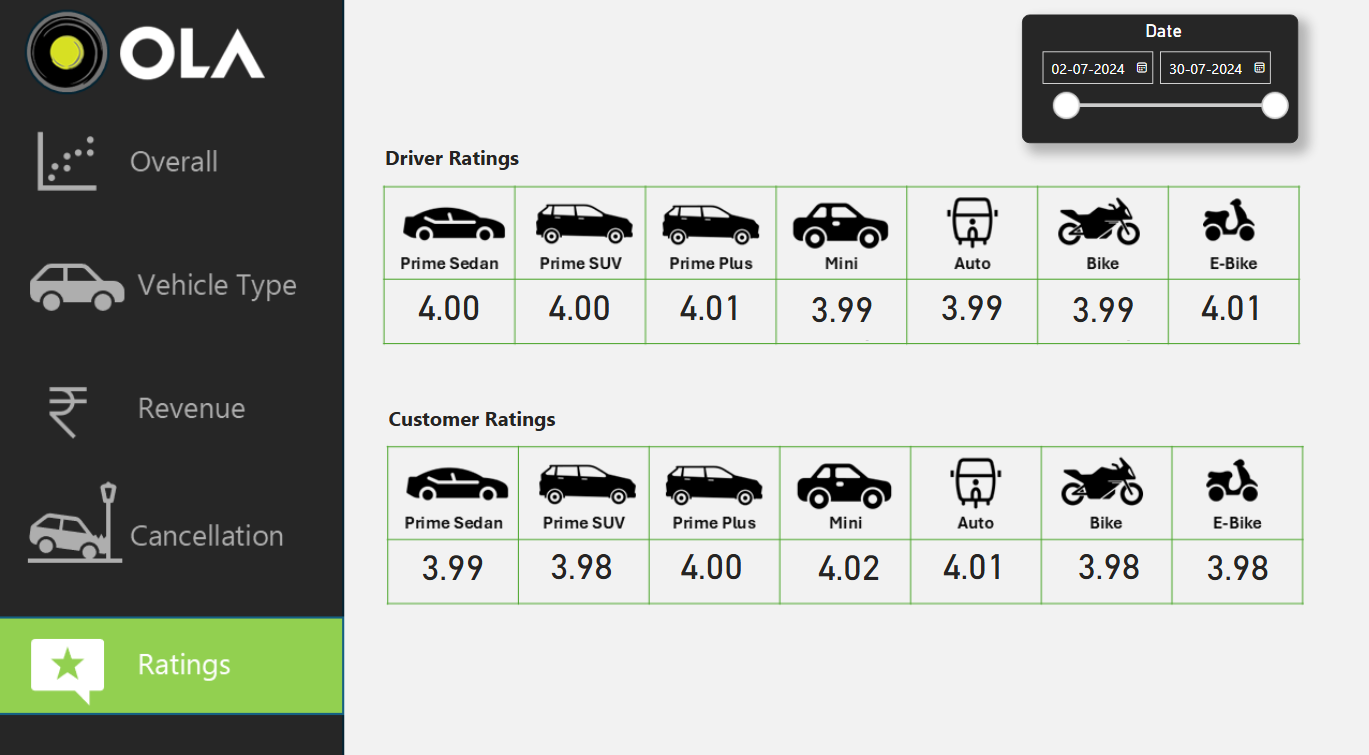 OLA
Overall
Vehicle Type
Revenue
Cancellation
Ratings
Date
02-07-2024 30-07-2024
Driver Ratings
Prime Sedan Prime SUV Prime Plus Mini Auto Bike E-Bike
4.00 4.00 4.01 3.99 3.99 3.99 4.01
Customer Ratings
Prime Sedan Prime SUV Prime Plus Mini Auto Bike E-Bike
3.99 3.98 4.00 4.02 4.01 3.98 3.98